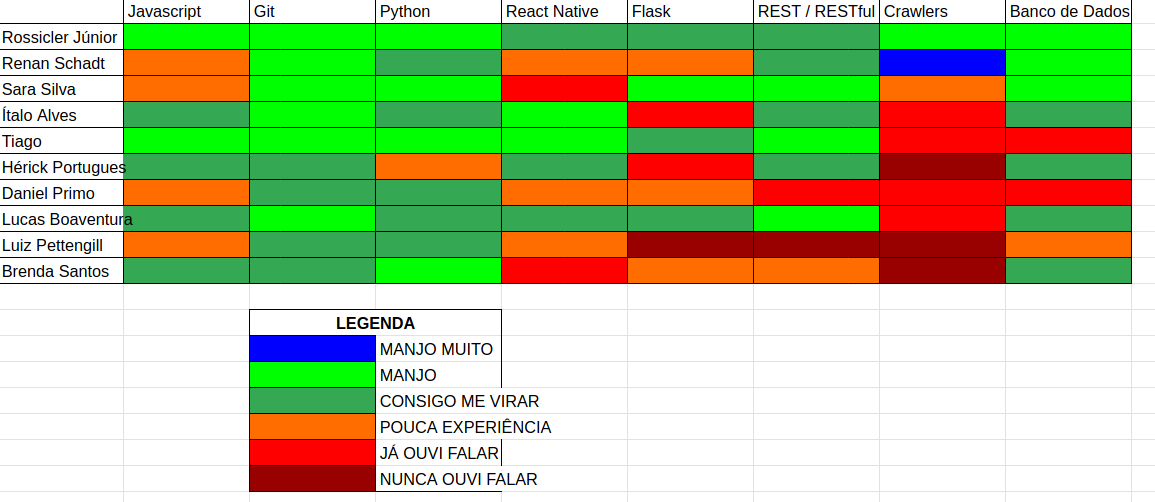 Javascript Git Python React Native Flask REST / RESTful Crawlers Banco de Dados
Rossicler Júnior
Renan Schadt
Sara Silva
Ítalo Alves
Tiago
Hérick Portugues
Daniel Primo
Lucas Boaventura
Luiz Pettengill
Brenda Santos
LEGENDA
MANJO MUITO
MANJO
CONSIGO ME VIRAR
POUCA EXPERIÊNCIA
JÁ OUVI FALAR
NUNCA OUVI FALAR